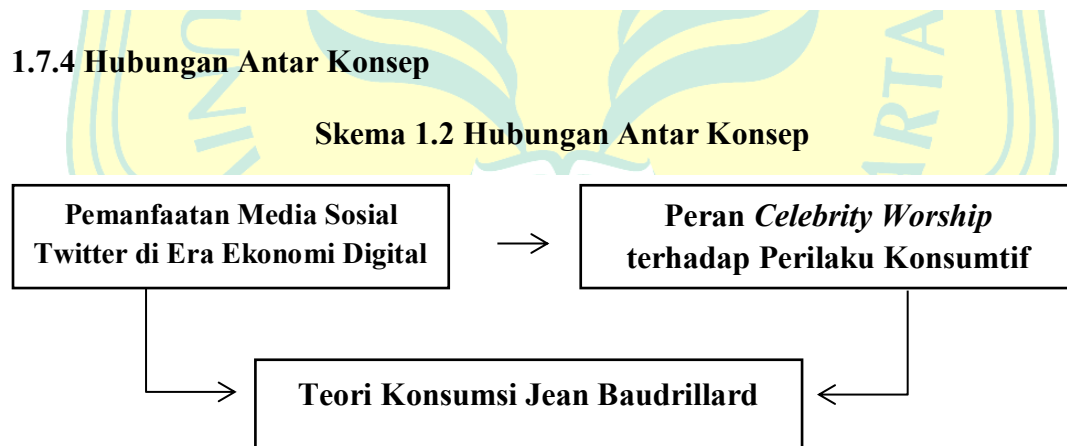 1.7.4 Hubungan Antar Konsep
Skema 1.2 Hubungan Antar Konsep
Pemanfaatan Media Sosial
Twitter di Era Ekonomi Digital
Peran Celebrity Worship
terhadap Perilaku Konsumtif
Teori Konsumsi Jean Baudrillard